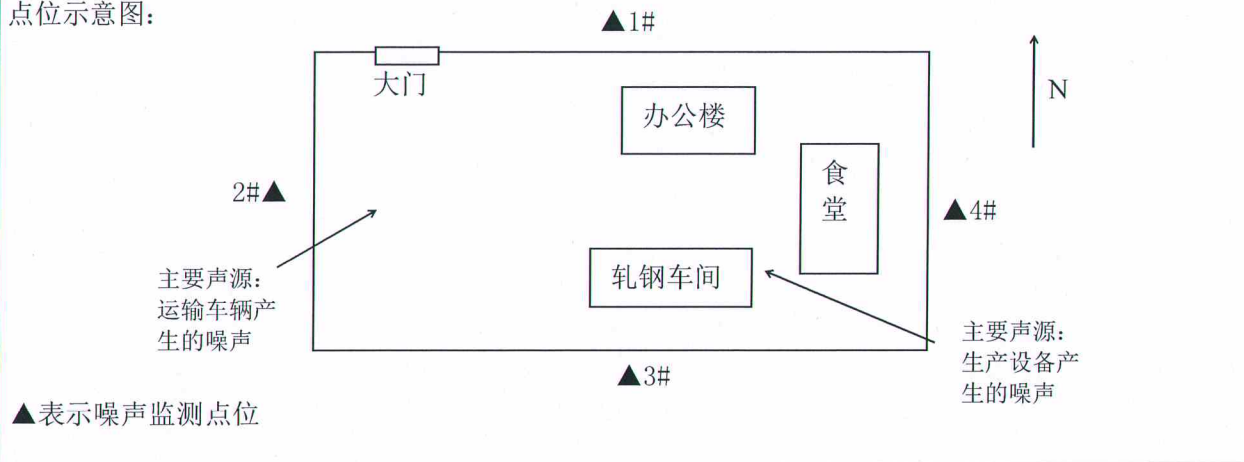 点位示意图：
▲1#
大门
办公楼
N
食
堂
2#▲
▲4#
轧钢车间
主要声源：
运输车辆产
生的噪声
主要声源：
生产设备产
生的噪声
▲3#
▲表示噪声监测点位